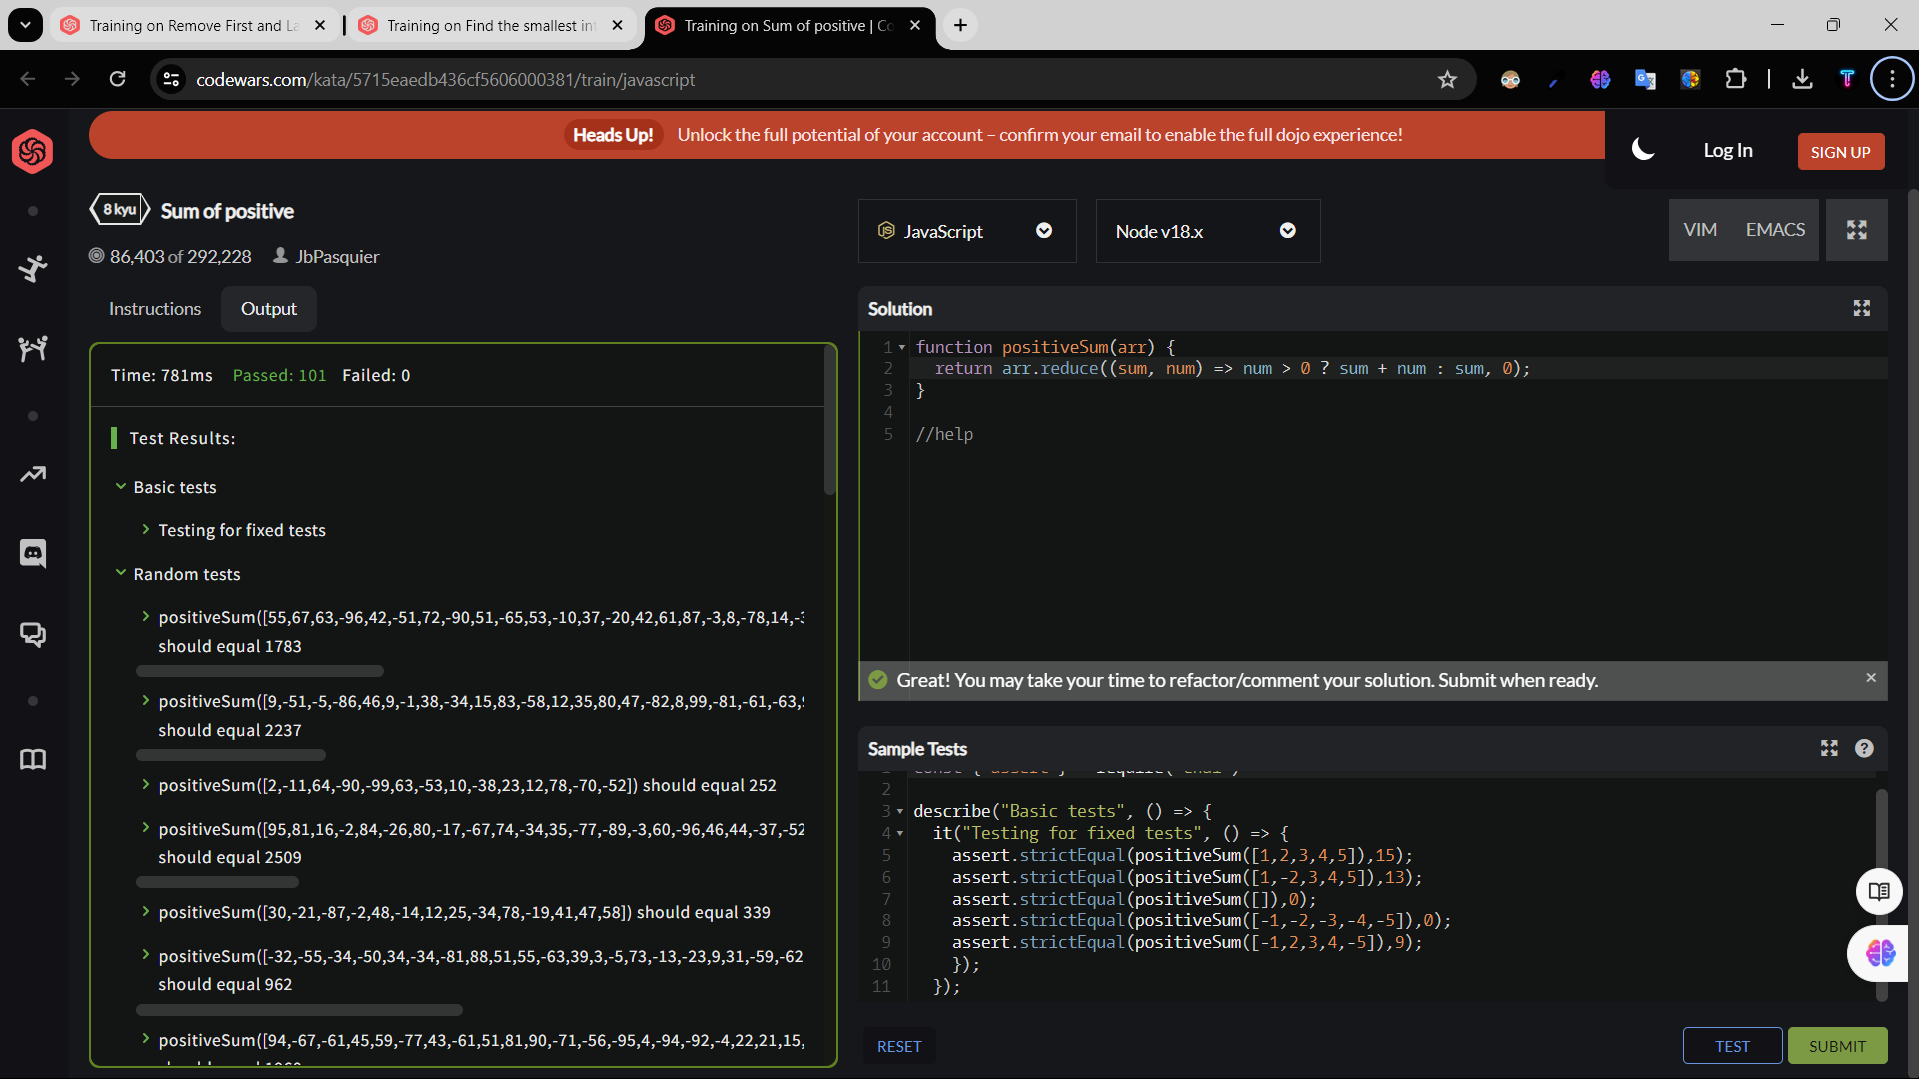 Training on Remove First and La
Training on Find the smallest int
Training on Sum of positive | Co
codewars.com/kata/5715eaedb436cf5606000381/train/javascript
Heads Up! Unlock the full potential of your account – confirm your email to enable the full dojo experience!
Log In
SIGN UP
8 kyu
Sum of positive
86,403 of 292,228
JbPasquier
JavaScript
Node v18.x
VIM
EMACS
Instructions
Output
Time: 781ms Passed: 101 Failed: 0
Test Results:
Basic tests
Testing for fixed tests
Random tests
positiveSum([55,67,63,-96,42,-51,72,-90,51,-65,53,-10,37,-20,42,61,87,-3,8,-78,14,-
should equal 1783
positiveSum([9,-51,-5,-86,46,9,-1,38,-34,15,83,-58,12,35,80,47,-82,8,99,-81,-61,-63,
should equal 2237
positiveSum([2,-11,64,-90,-99,63,-53,10,-38,23,12,78,-70,-52]) should equal 252
positiveSum([95,81,16,-2,84,-26,80,-17,-67,74,-34,35,-77,-89,-3,60,-96,46,44,-37,-52
should equal 2509
positiveSum([30,-21,-87,-2,48,-14,12,25,-34,78,-19,41,47,58]) should equal 339
positiveSum([-32,-55,-34,-50,34,-34,-81,88,51,55,-63,39,3,-5,73,-13,-23,9,31,-59,-62
should equal 962
positiveSum([94,-67,-61,45,59,-77,43,-61,51,81,90,-71,-56,-95,4,-94,-92,-4,22,21,15,
Solution
1 function positiveSum(arr) {
2 return arr.reduce((sum, num) => num > 0 ? sum + num : sum, 0);
3 }
4
5 //help
Great! You may take your time to refactor/comment your solution. Submit when ready.
Sample Tests
2
3 describe("Basic tests", () => {
4 it("Testing for fixed tests", () => {
5 assert.strictEqual(positiveSum([1,2,3,4,5]),15);
6 assert.strictEqual(positiveSum([1,-2,3,4,5]),13);
7 assert.strictEqual(positiveSum([]),0);
8 assert.strictEqual(positiveSum([-1,-2,-3,-4,-5]),0);
9 assert.strictEqual(positiveSum([-1,2,3,4,-5]),9);
10 });
11 });
RESET
TEST
SUBMIT